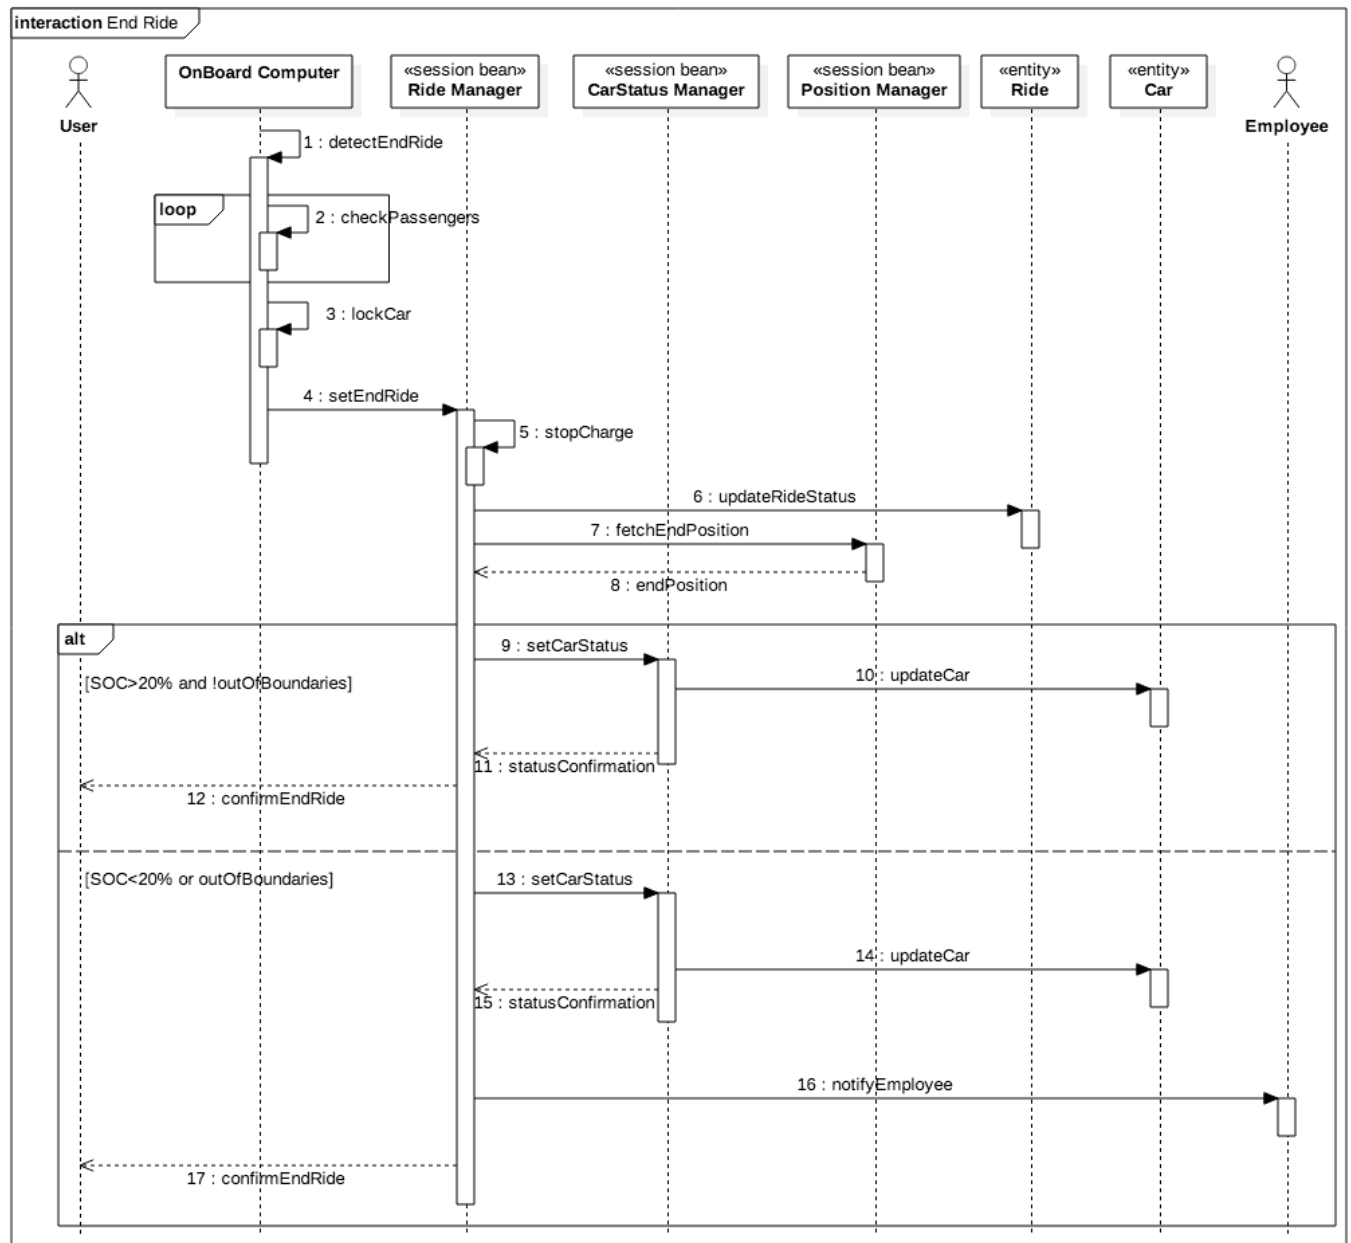 interaction End Ride
User
OnBoard Computer
«session bean»
Ride Manager
«session bean»
CarStatus Manager
«session bean»
Position Manager
«entity»
Ride
«entity»
Car
Employee
1 : detectEndRide
loop
2 : checkPassengers
3 : lockCar
4 : setEndRide
5 : stopCharge
6 : updateRideStatus
7 : fetchEndPosition
8 : endPosition
alt
9 : setCarStatus
[SOC>20% and !outOfBoundaries]
10 : updateCar
11 : statusConfirmation
12 : confirmEndRide
[SOC<20% or outOfBoundaries]
13 : setCarStatus
14 : updateCar
15 : statusConfirmation
16 : notifyEmployee
17 : confirmEndRide